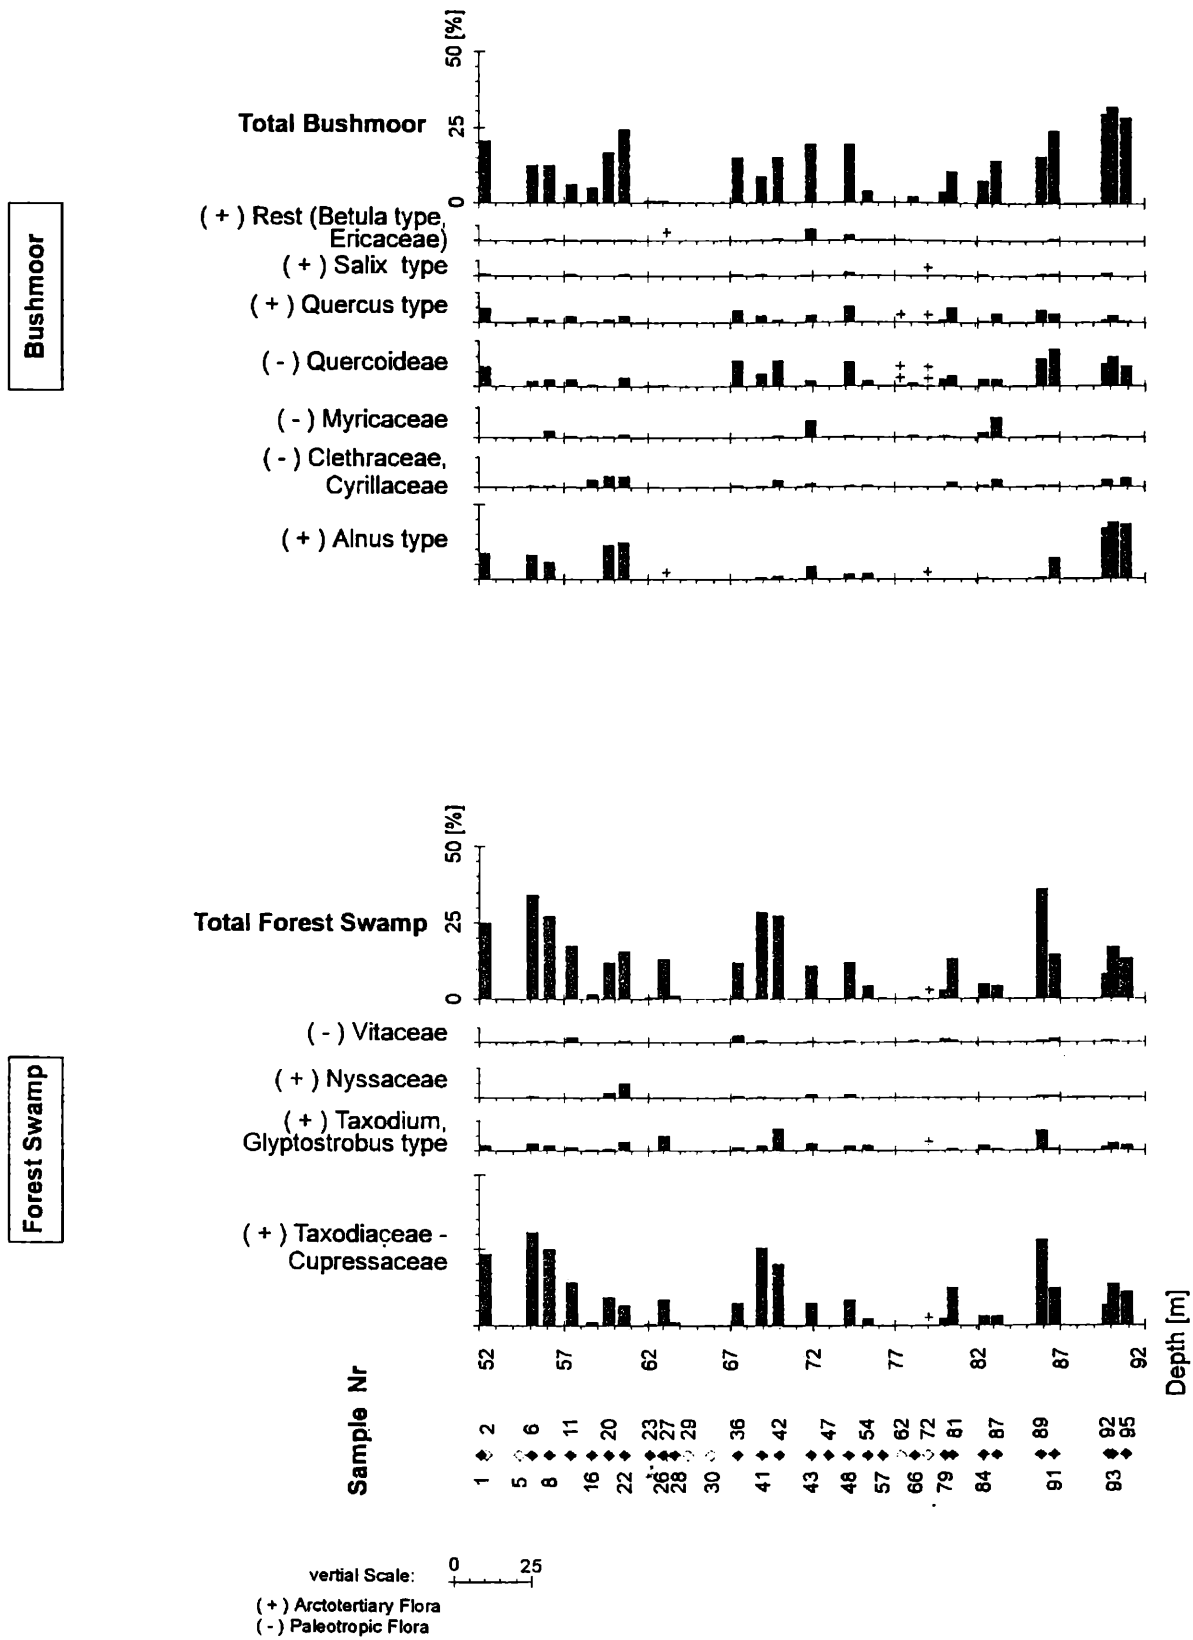 Bushmoor
50 [%]
25
0
Total Bushmoor
( + ) Rest (Betula type,
Ericaceae)
( + ) Salix type
( + ) Quercus type
( - ) Quercoideae
( - ) Myricaceae
( - ) Clethraceae,
Cyrillaceae
( + ) Alnus type
Forest Swamp
50 [%]
25
0
Total Forest Swamp
( - ) Vitaceae
( + ) Nyssaceae
( + ) Taxodium,
Glyptostrobus type
( + ) Taxodiaceae -
Cupressaceae
52 57 62 67 72 77 82 87 92
Depth [m]
Sample Nr
2 6 11 20 23 27 29 36 42 47 54 62 72 81 87 89 92 95
1 5 8 16 22 26 28 30 41 43 48 57 66 79 84 91 93
vertial Scale:
0 25
( + ) Arctotertiary Flora
( - ) Paleotropic Flora